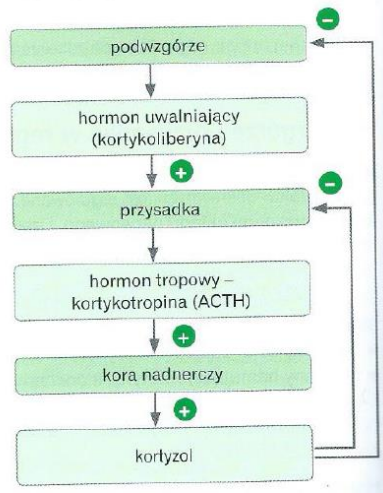 –
podwzgórze
hormon uwalniający
(kortykoliberyna)
+
–
przysadka
hormon tropowy –
kortykotropina (ACTH)
+
kora nadnerczy
+
kortyzol